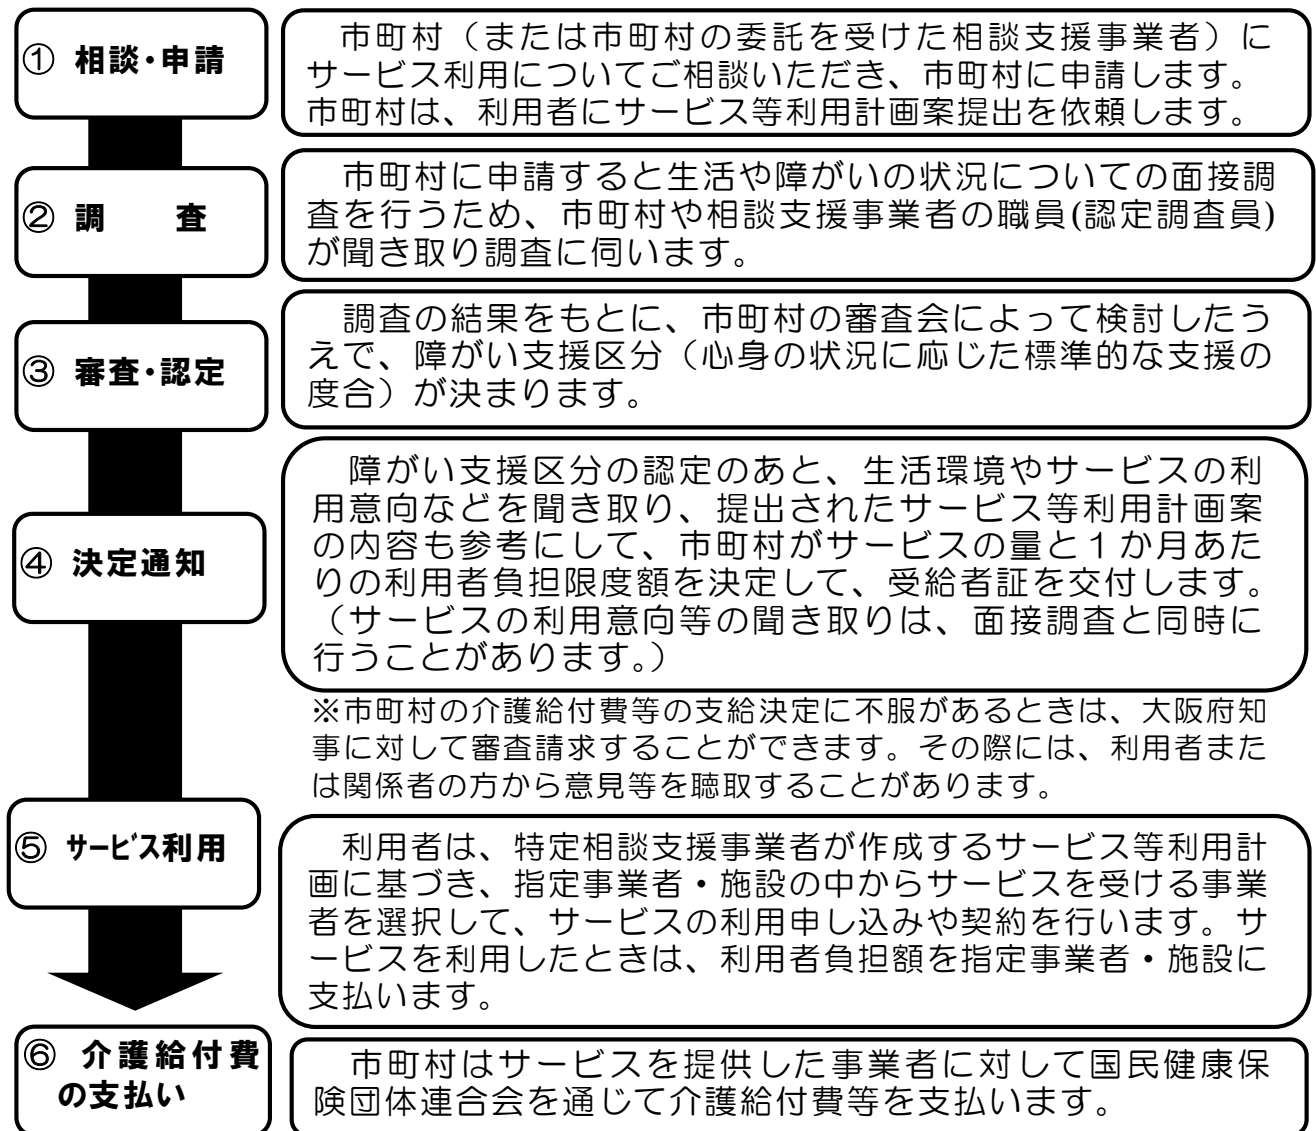 ① 相談・申請
　市町村（または市町村の委託を受けた相談支援事業者）に
サービス利用についてご相談いただき、市町村に申請します。
市町村は、利用者にサービス等利用計画案提出を依頼します。
② 調　　査
　市町村に申請すると生活や障がいの状況についての面接調
査を行うため、市町村や相談支援事業者の職員(認定調査員)
が聞き取り調査に伺います。
③ 審査・認定
　調査の結果をもとに、市町村の審査会によって検討したう
えで、障がい支援区分（心身の状況に応じた標準的な支援の
度合）が決まります。
④ 決定通知
　障がい支援区分の認定のあと、生活環境やサービスの利
用意向などを聞き取り、提出されたサービス等利用計画案
の内容も参考にして、市町村がサービスの量と１か月あた
りの利用者負担限度額を決定して、受給者証を交付します。
（サービスの利用意向等の聞き取りは、面接調査と同時に
行うことがあります。）
※市町村の介護給付費等の支給決定に不服があるときは、大阪府知
事に対して審査請求することができます。その際には、利用者また
は関係者の方から意見等を聴取することがあります。
⑤ ｻｰﾋﾞｽ利用
　利用者は、特定相談支援事業者が作成するサービス等利用計
画に基づき、指定事業者・施設の中からサービスを受ける事業
者を選択して、サービスの利用申し込みや契約を行います。サ
ービスを利用したときは、利用者負担額を指定事業者・施設に
支払います。
⑥ 介護給付費
の支払い
　市町村はサービスを提供した事業者に対して国民健康保
険団体連合会を通じて介護給付費等を支払います。